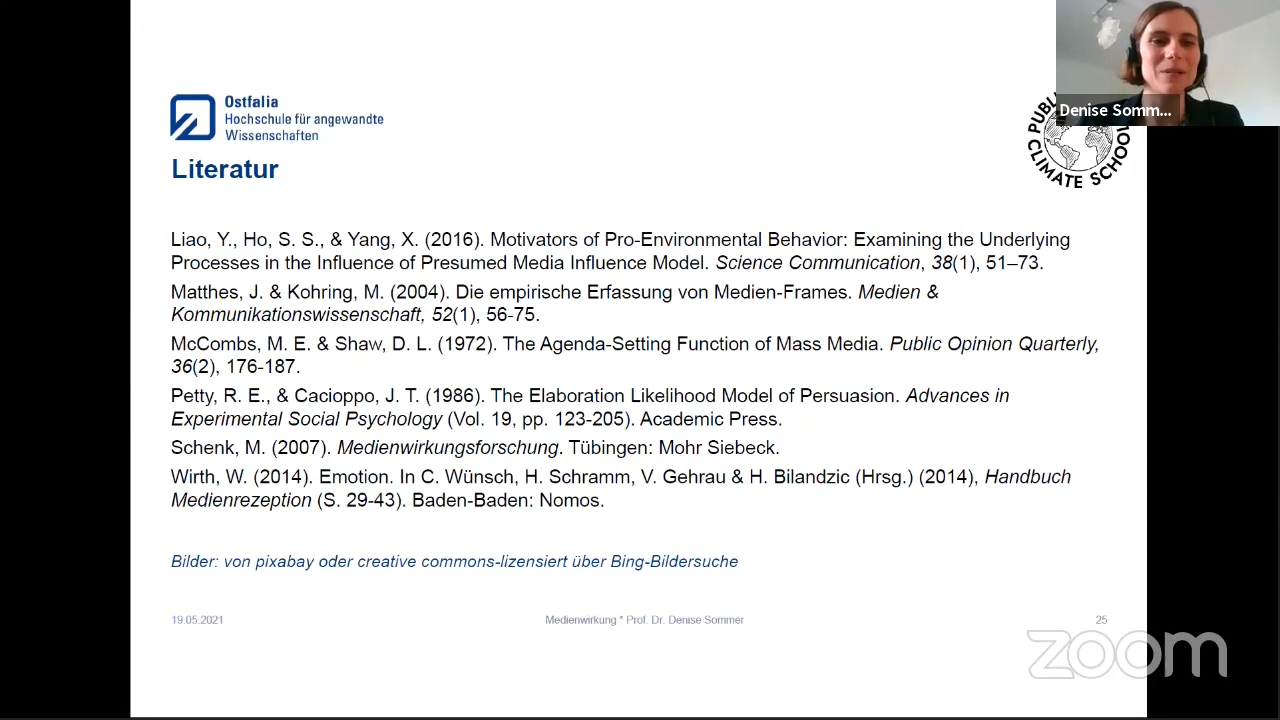 Ostfalia
Hochschule für angewandte
Wissenschaften
Denise Somm...
CLIMATE SCHOOL
Literatur
Liao, Y., Ho, S. S., & Yang, X. (2016). Motivators of Pro-Environmental Behavior: Examining the Underlying
Processes in the Influence of Presumed Media Influence Model. Science Communication, 38(1), 51–73.
Matthes, J. & Kohring, M. (2004). Die empirische Erfassung von Medien-Frames. Medien &
Kommunikationswissenschaft, 52(1), 56-75.
McCombs, M. E. & Shaw, D. L. (1972). The Agenda-Setting Function of Mass Media. Public Opinion Quarterly,
36(2), 176-187.
Petty, R. E., & Cacioppo, J. T. (1986). The Elaboration Likelihood Model of Persuasion. Advances in
Experimental Social Psychology (Vol. 19, pp. 123-205). Academic Press.
Schenk, M. (2007). Medienwirkungsforschung. Tübingen: Mohr Siebeck.
Wirth, W. (2014). Emotion. In C. Wünsch, H. Schramm, V. Gehrau & H. Bilandzic (Hrsg.) (2014), Handbuch
Medienrezeption (S. 29-43). Baden-Baden: Nomos.
Bilder: von pixabay oder creative commons-lizensiert über Bing-Bildersuche
19.05.2021 Medienwirkung * Prof. Dr. Denise Sommer 25
zoom